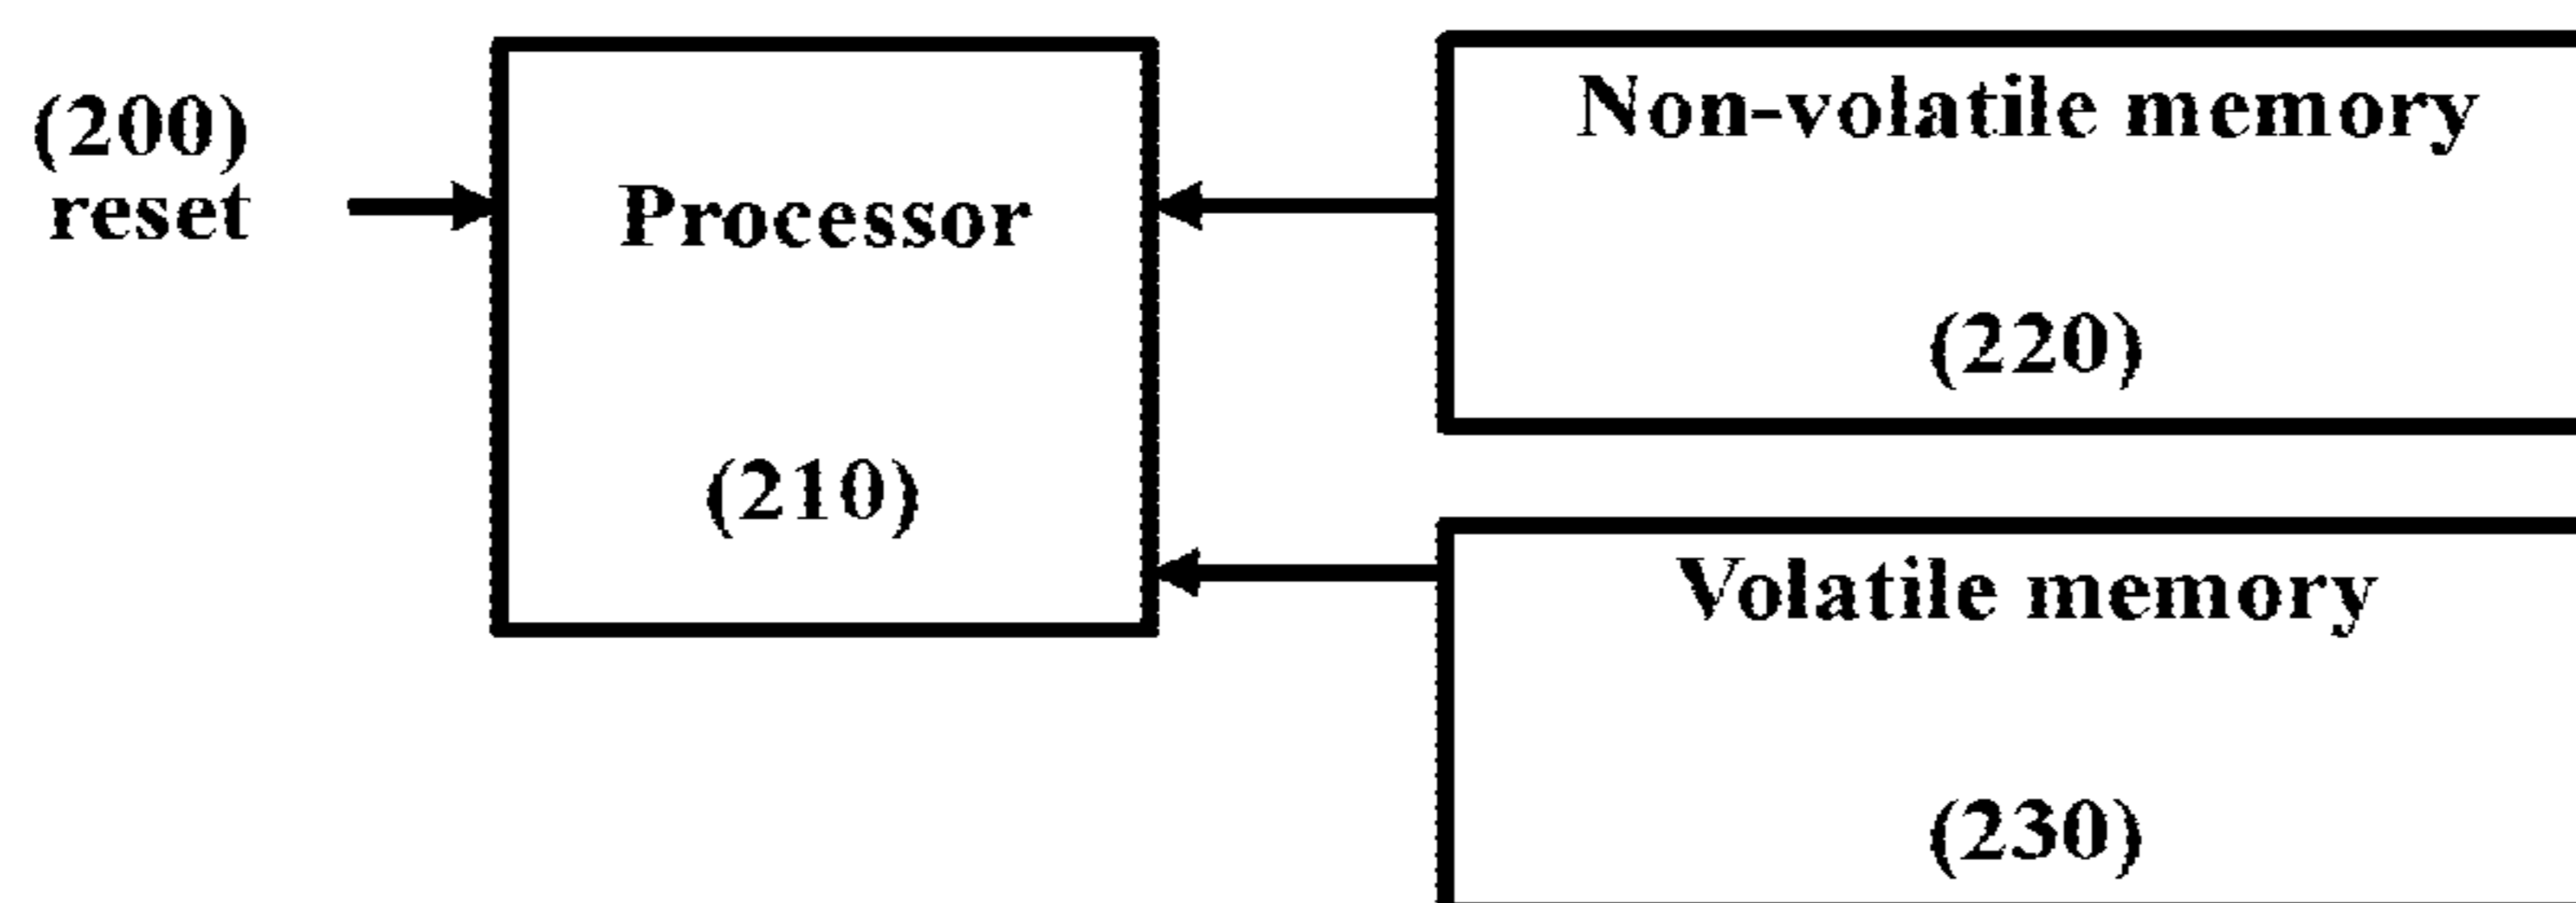 (200)
reset
Processor
(210)
Non-volatile memory
(220)
Volatile memory
(230)